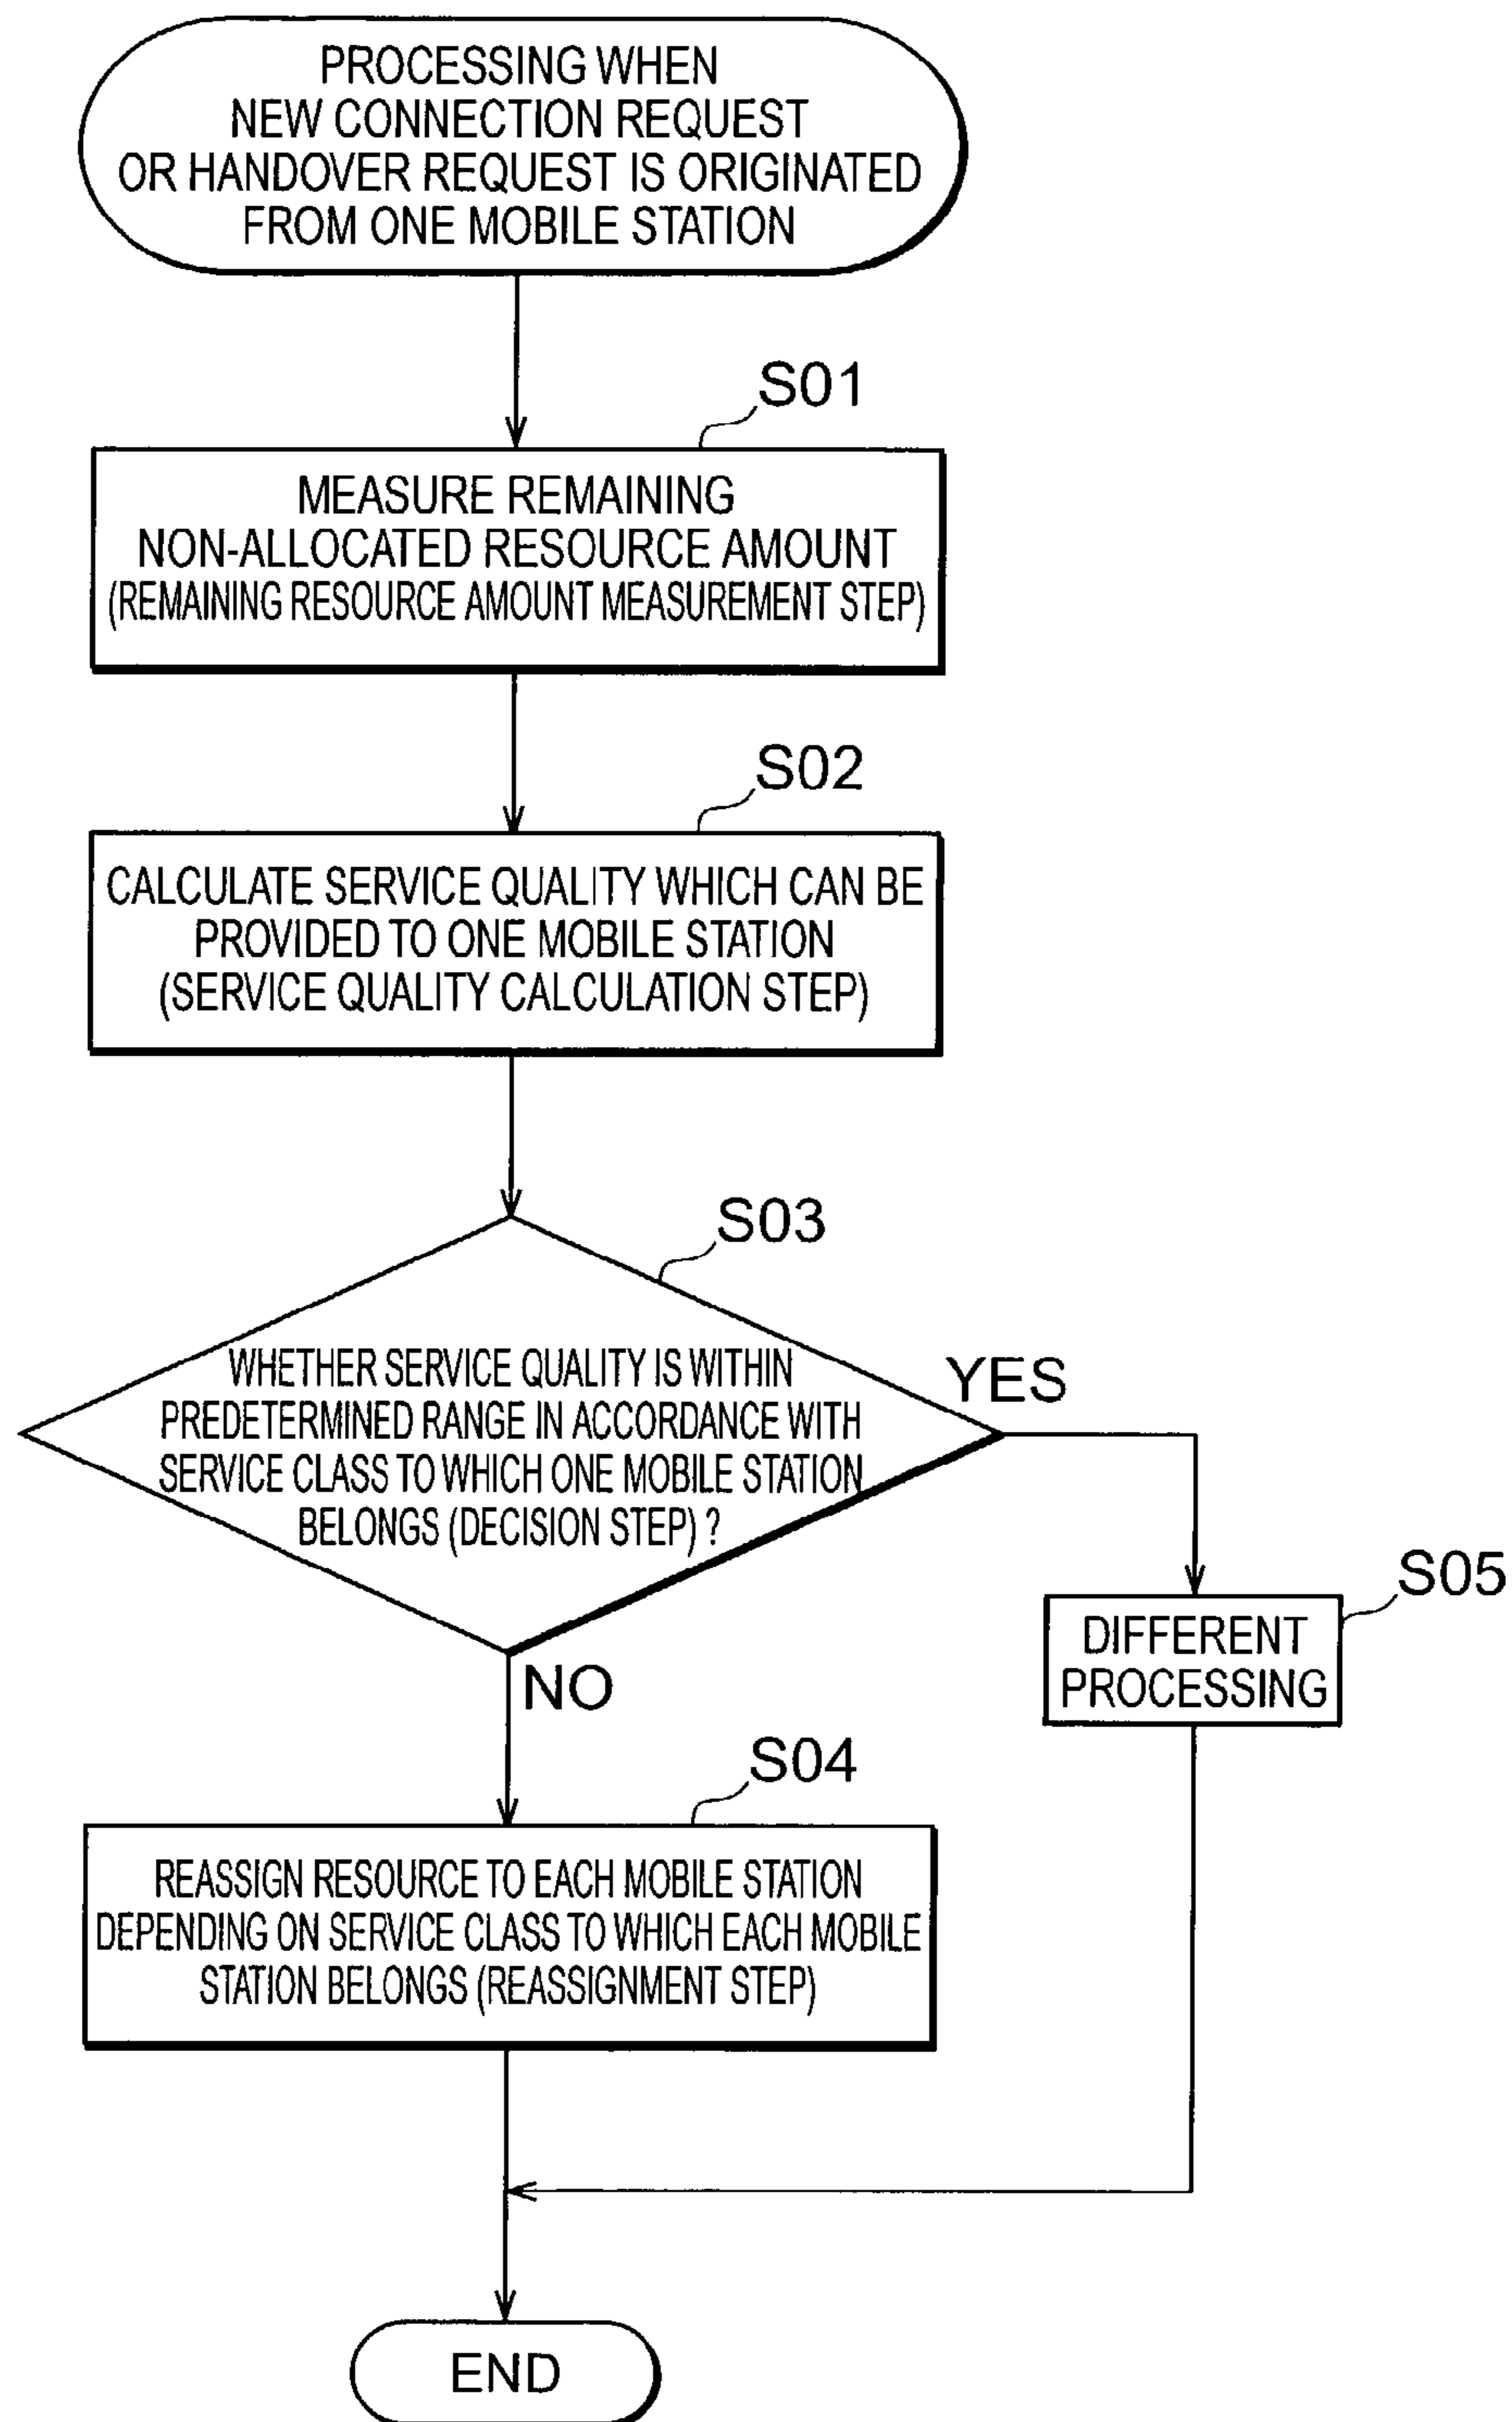 PROCESSING WHEN
NEW CONNECTION REQUEST
OR HANDOVER REQUEST IS ORIGINATED
FROM ONE MOBILE STATION
S01
MEASURE REMAINING
NON-ALLOCATED RESOURCE AMOUNT
(REMAINING RESOURCE AMOUNT MEASUREMENT STEP)
S02
CALCULATE SERVICE QUALITY WHICH CAN BE
PROVIDED TO ONE MOBILE STATION
(SERVICE QUALITY CALCULATION STEP)
S03
WHETHER SERVICE QUALITY IS WITHIN
PREDETERMINED RANGE IN ACCORDANCE WITH
SERVICE CLASS TO WHICH ONE MOBILE STATION
BELONGS (DECISION STEP) ?
YES
S05
DIFFERENT
PROCESSING
NO
S04
REASSIGN RESOURCE TO EACH MOBILE STATION
DEPENDING ON SERVICE CLASS TO WHICH EACH MOBILE
STATION BELONGS (REASSIGNMENT STEP)
END